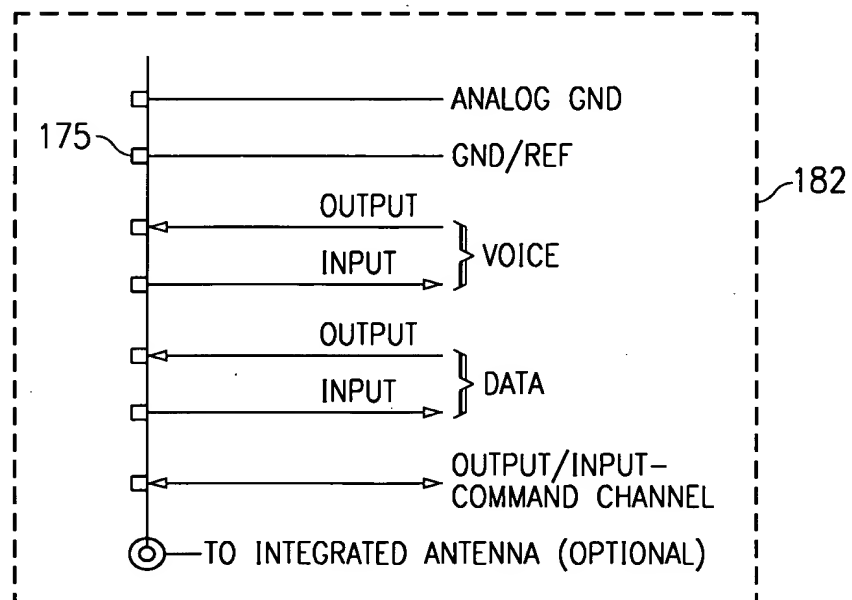 ANALOG GND
175
GND/REF
182
OUTPUT
VOICE
INPUT
OUTPUT
DATA
INPUT
OUTPUT/INPUT-
COMMAND CHANNEL
TO INTEGRATED ANTENNA (OPTIONAL)